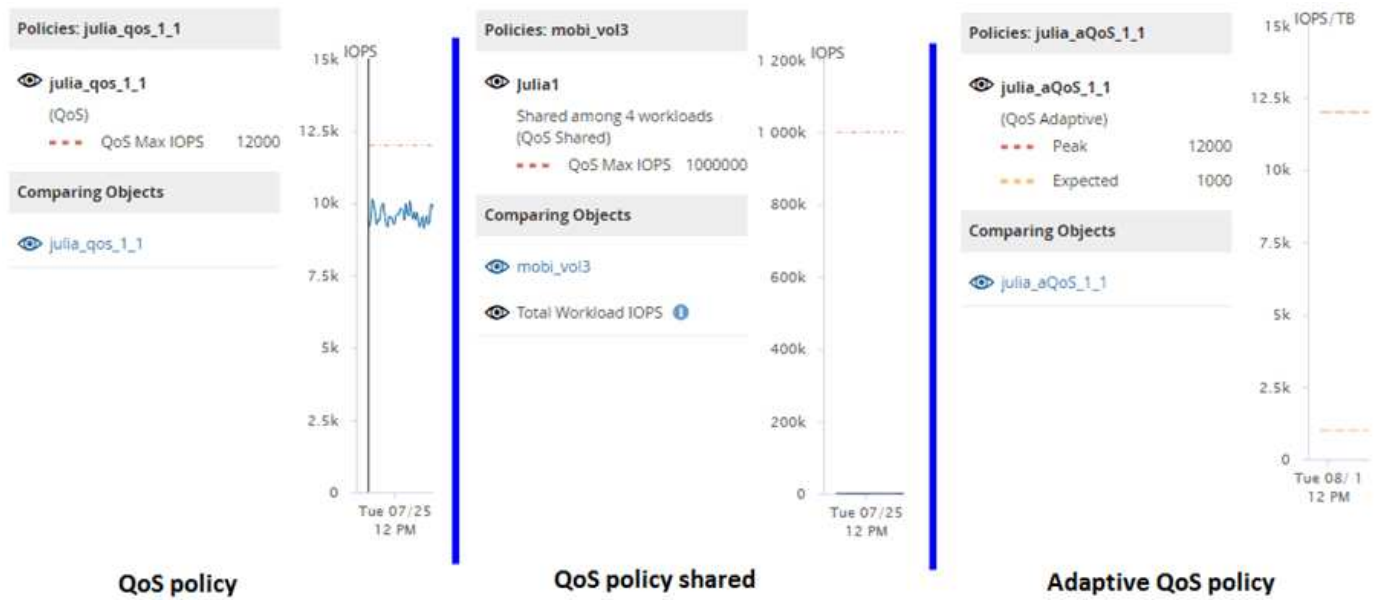 Policies: julia_qos_1_1
julia_qos_1_1
(QoS)
QoS Max IOPS 12000
Comparing Objects
julia_qos_1_1
IOPS
15k
12.5k
10k
7.5k
5k
2.5k
0
Tue 07/25
12 PM
QoS policy
Policies: mobi_vol3
Julia1
Shared among 4 workloads
(QoS Shared)
QoS Max IOPS 1000000
Comparing Objects
mobi_vol3
Total Workload IOPS i
IOPS
1 200k
1 000k
800k
600k
400k
200k
0
Tue 07/25
12 PM
QoS policy shared
Policies: julia_aQoS_1_1
julia_aQoS_1_1
(QoS Adaptive)
Peak 12000
Expected 1000
Comparing Objects
julia_aQoS_1_1
IOPS/TB
15k
12.5k
10k
7.5k
5k
2.5k
0
Tue 08/ 1
12 PM
Adaptive QoS policy